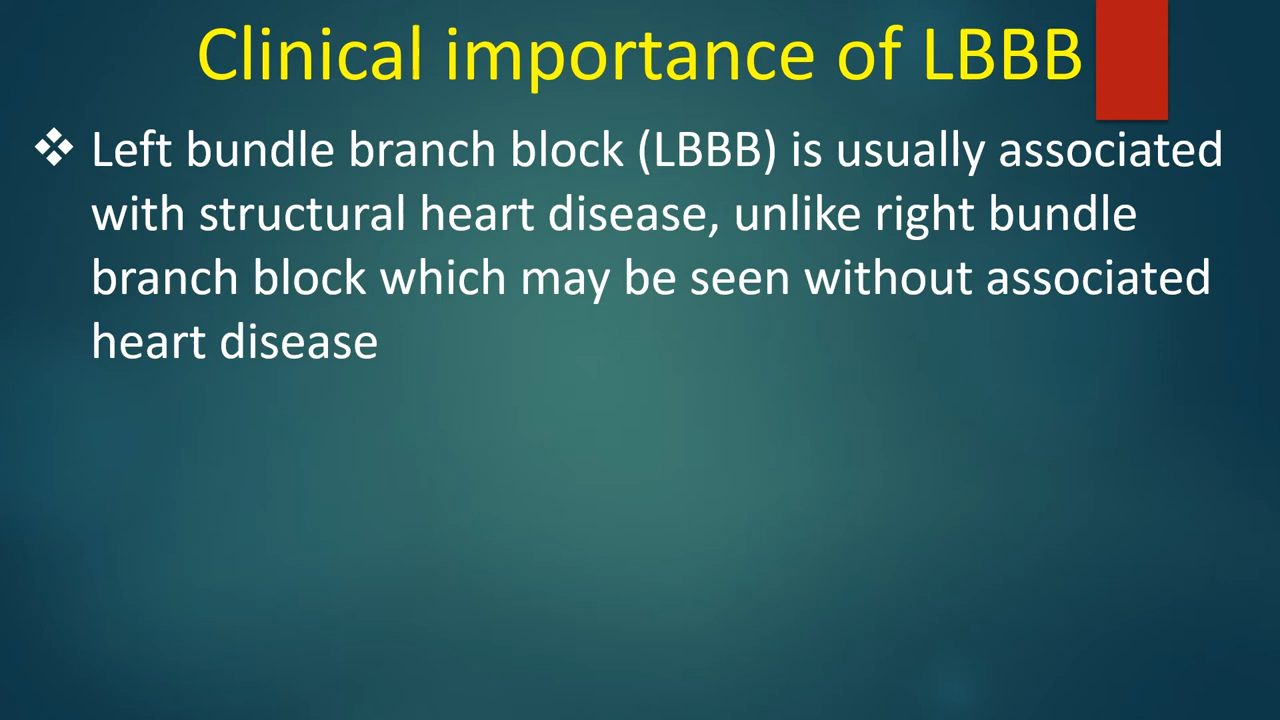 Clinical importance of LBBB
❖ Left bundle branch block (LBBB) is usually associated
with structural heart disease, unlike right bundle
branch block which may be seen without associated
heart disease